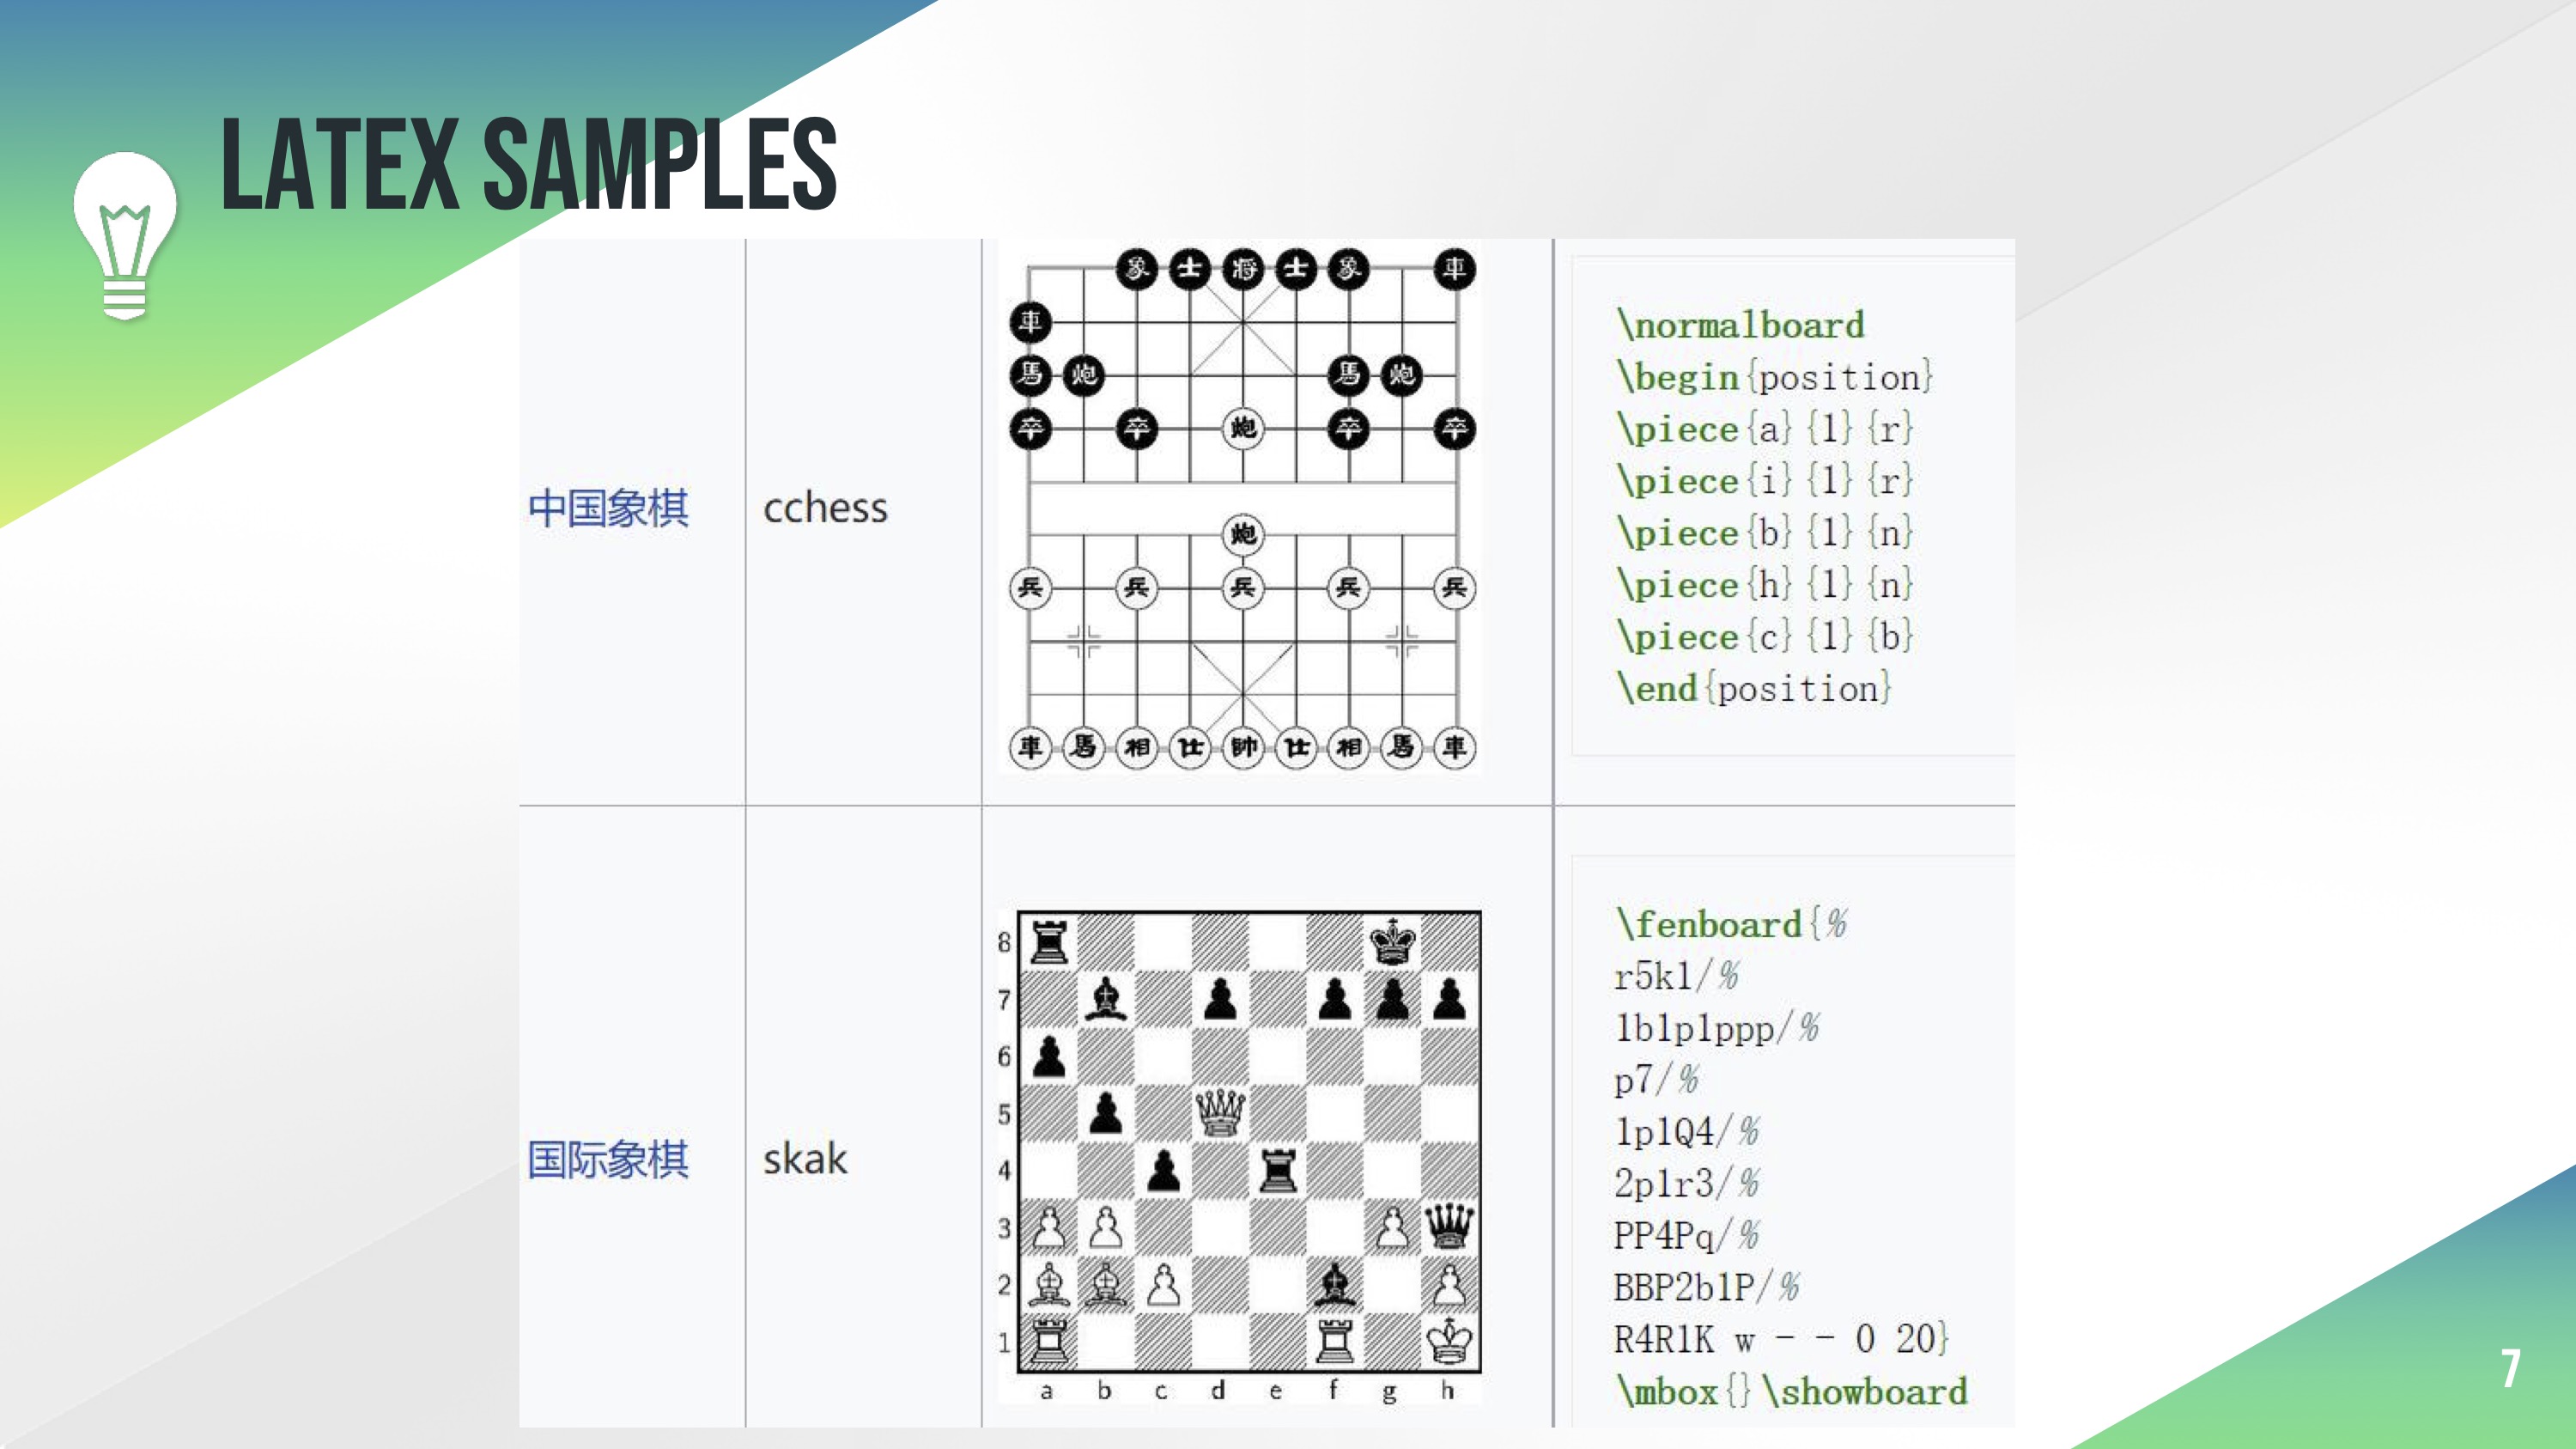 LATEX SAMPLES
中国象棋
cchess
象士将士象車
車
馬炮馬炮
卒卒炮卒卒
炮
兵兵兵兵兵
車馬相仕帥仕相馬車
\normalboard
\begin{position}
\piece{a}{1}{r}
\piece{i}{1}{r}
\piece{b}{1}{n}
\piece{h}{1}{n}
\piece{c}{1}{b}
\end{position}
国际象棋
skak
8
7
6
5
4
3
2
1
a b c d e f g h
\fenboard{%
r5k1/%
1b1p1ppp/%
p7/%
1p1Q4/%
2p1r3/%
PP4Pq/%
BBP2b1P/%
R4R1K w - - 0 20}
\mbox{}\showboard
7